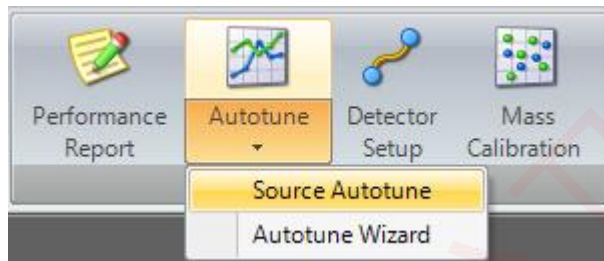 Performance
Report
Autotune
Detector
Setup
Mass
Calibration
Source Autotune
Autotune Wizard